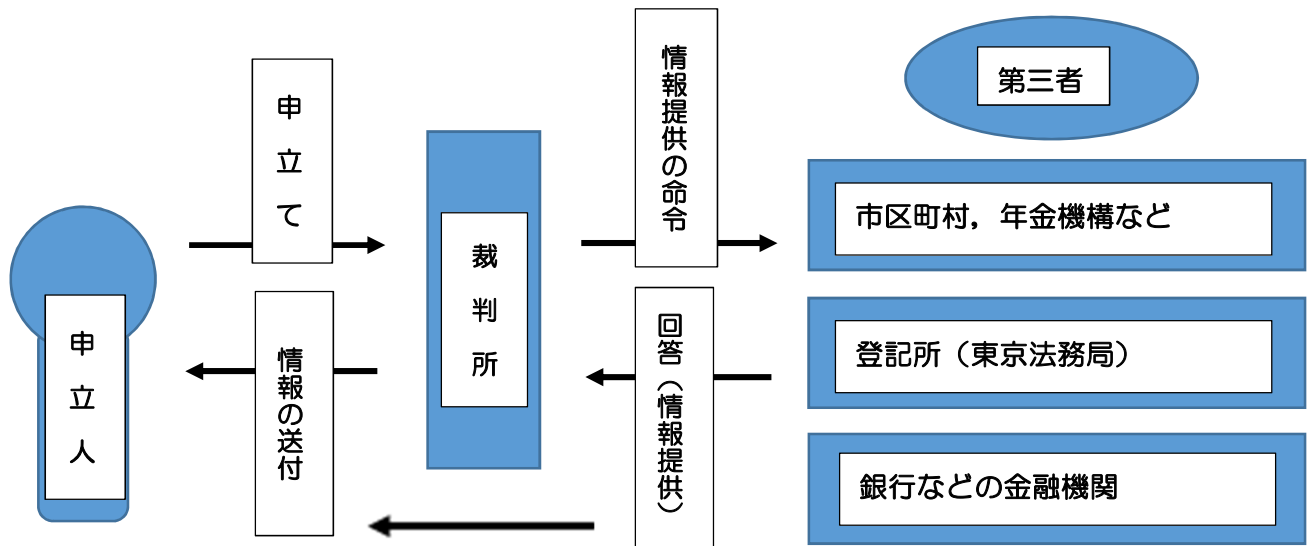 申立人
申立て
情報の送付
裁判所
情報提供の命令
回答（情報提供）
第三者
市区町村，年金機構など
登記所（東京法務局）
銀行などの金融機関